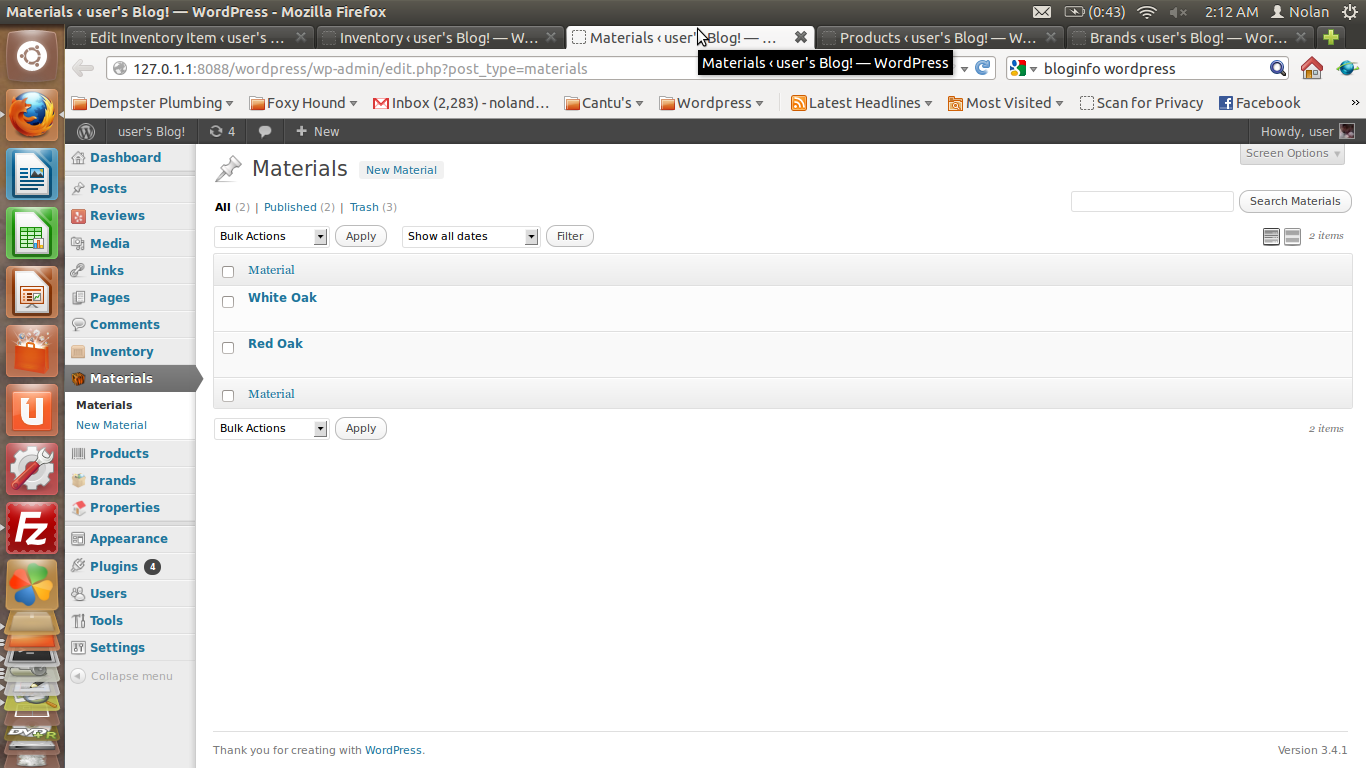 Materials ‹ user's Blog! — WordPress - Mozilla Firefox
(0:43) 2:12 AM Nolan
Edit Inventory Item ‹ user's ...
Inventory ‹ user's Blog! — W...
Materials ‹ user's Blog! — ...
Products ‹ user's Blog! — W...
Brands ‹ user's Blog! — Wor...
Materials ‹ user's Blog! — WordPress
127.0.1.1:8088/wordpress/wp-admin/edit.php?post_type=materials
bloginfo wordpress
Dempster Plumbing
Foxy Hound
Inbox (2,283) - noland...
Cantu's
Wordpress
Latest Headlines
Most Visited
Scan for Privacy
Facebook
»
user's Blog! 4 + New
Howdy, user
Dashboard
Posts
Reviews
Media
Links
Pages
Comments
Inventory
Materials
Materials
New Material
Products
Brands
Properties
Appearance
Plugins 4
Users
Tools
Settings
Collapse menu
Screen Options
Materials New Material
All (2) | Published (2) | Trash (3)
Search Materials
Bulk Actions Apply Show all dates Filter
2 items
Material
White Oak
Red Oak
Material
Bulk Actions Apply
2 items
Thank you for creating with WordPress.
Version 3.4.1